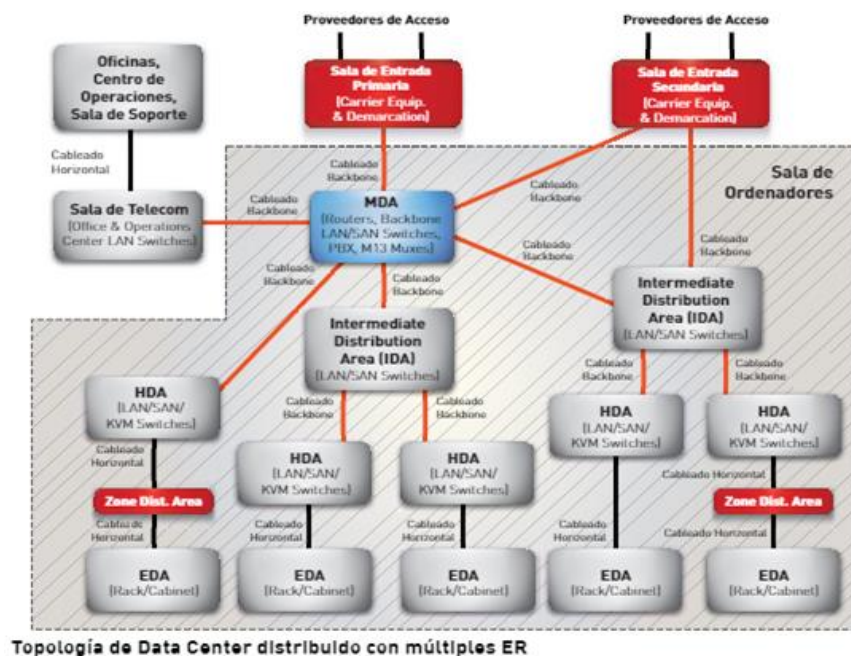 Proveedores de Acceso
Proveedores de Acceso
Oficinas,
Centro de
Operaciones,
Sala de Soporte
Sala de Entrada
Primaria
(Carrier Equip.
& Demarcation)
Sala de Entrada
Secundaria
(Carrier Equip.
& Demarcation)
Cableado
Horizontal
Sala de
Ordenadores
Sala de Telecom
(Office & Operations
Center LAN Switches)
Cableado
Backbone
MDA
(Routers, Backbone
LAN/SAN Switches,
PBX, M13 Muxes)
Cableado
Backbone
Cableado
Backbone
Cableado
Backbone
Cableado
Backbone
Cableado
Backbone
Intermediate
Distribution
Area (IDA)
(LAN/SAN Switches)
Intermediate
Distribution
Area (IDA)
(LAN/SAN Switches)
Cableado
Backbone
Cableado
Backbone
Cableado
Backbone
Cableado
Backbone
HDA
(LAN/SAN/
KVM Switches)
HDA
(LAN/SAN/
KVM Switches)
HDA
(LAN/SAN/
KVM Switches)
HDA
(LAN/SAN/
KVM Switches)
HDA
(LAN/SAN/
KVM Switches)
Cableado
Horizontal
Cableado Horizontal
Zone Dist. Area
Zone Dist. Area
Cableado
Horizontal
Cableado
Horizontal
Cableado
Horizontal
Cableado
Horizontal
Cableado Horizontal
EDA
(Rack/Cabinet)
EDA
(Rack/Cabinet)
EDA
(Rack/Cabinet)
EDA
(Rack/Cabinet)
EDA
(Rack/Cabinet)
Topología de Data Center distribuido con múltiples ER